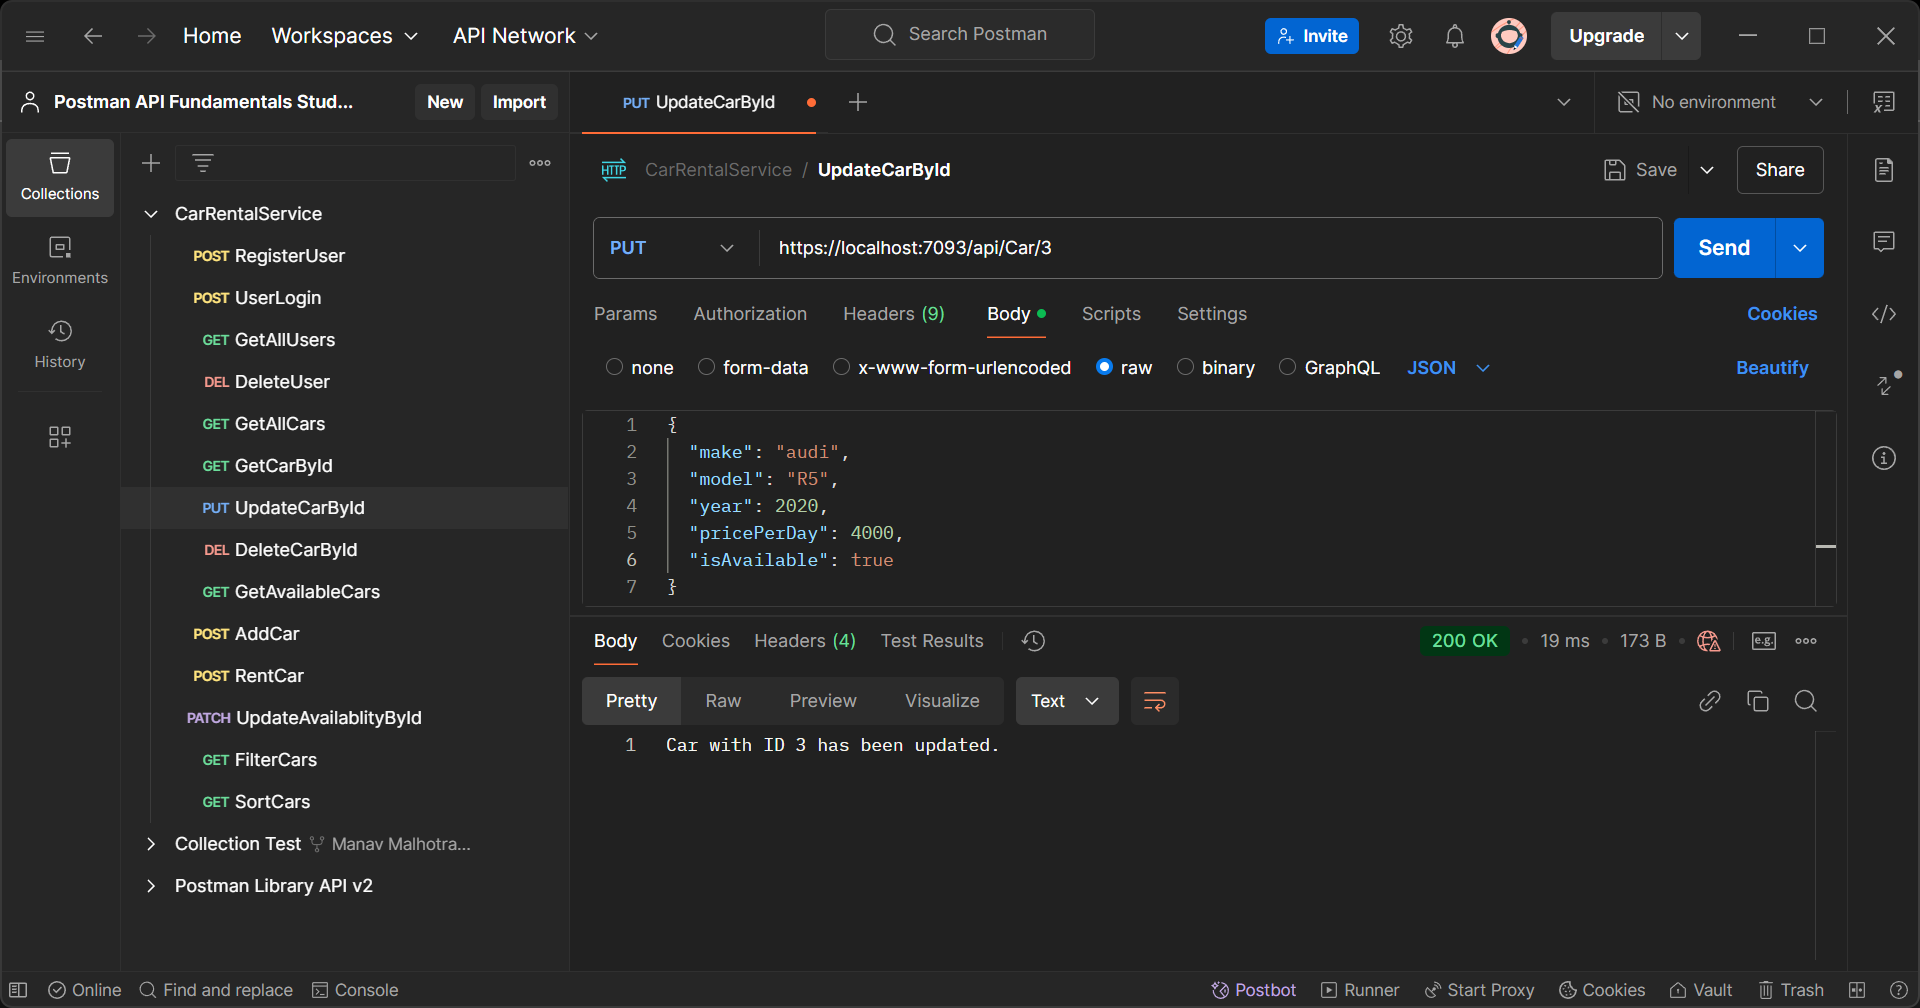 Home Workspaces API Network Search Postman Invite Upgrade
Postman API Fundamentals Stud... New Import
PUT UpdateCarById No environment
Collections
Environments
History
CarRentalService
POST RegisterUser
POST UserLogin
GET GetAllUsers
DEL DeleteUser
GET GetAllCars
GET GetCarById
PUT UpdateCarById
DEL DeleteCarById
GET GetAvailableCars
POST AddCar
POST RentCar
PATCH UpdateAvailablityById
GET FilterCars
GET SortCars
Collection Test Manav Malhotra...
Postman Library API v2
HTTP CarRentalService / UpdateCarById Save Share
PUT https://localhost:7093/api/Car/3 Send
Params Authorization Headers (9) Body Scripts Settings Cookies
none form-data x-www-form-urlencoded raw binary GraphQL JSON Beautify
1 {
2 "make": "audi",
3 "model": "R5",
4 "year": 2020,
5 "pricePerDay": 4000,
6 "isAvailable": true
7 }
Body Cookies Headers (4) Test Results 200 OK • 19 ms • 173 B • e.g.
Pretty Raw Preview Visualize Text
1 Car with ID 3 has been updated.
Online Find and replace Console Postbot Runner Start Proxy Cookies Vault Trash